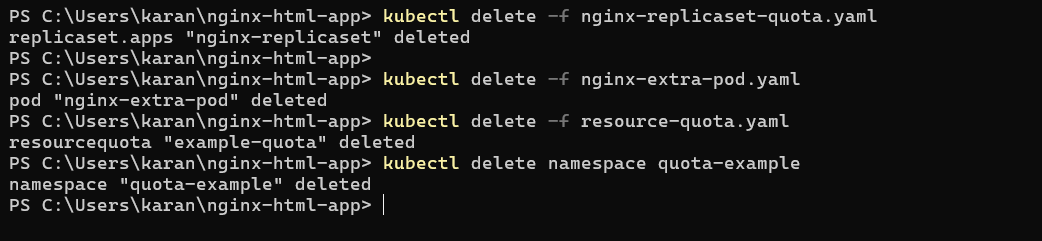 PS C:\Users\karan\nginx-html-app> kubectl delete -f nginx-replicaset-quota.yaml
replicaset.apps "nginx-replicaset" deleted
PS C:\Users\karan\nginx-html-app>
PS C:\Users\karan\nginx-html-app> kubectl delete -f nginx-extra-pod.yaml
pod "nginx-extra-pod" deleted
PS C:\Users\karan\nginx-html-app> kubectl delete -f resource-quota.yaml
resourcequota "example-quota" deleted
PS C:\Users\karan\nginx-html-app> kubectl delete namespace quota-example
namespace "quota-example" deleted
PS C:\Users\karan\nginx-html-app>